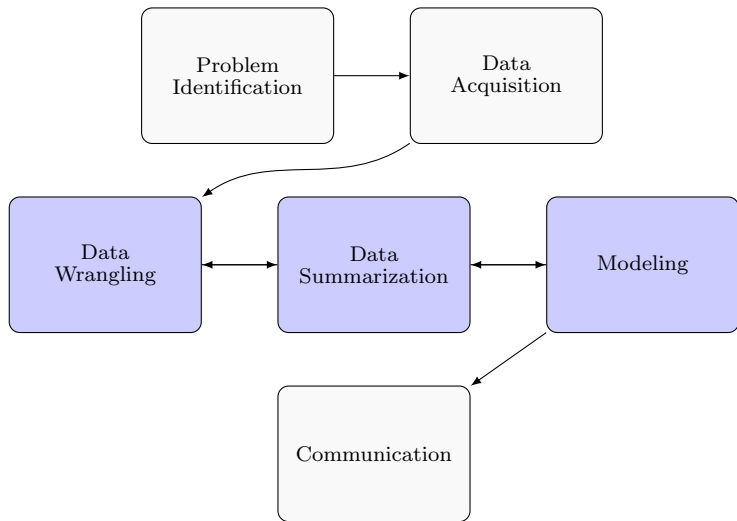 Problem
Identification
Data
Acquisition
Data
Wrangling
Data
Summarization
Modeling
Communication